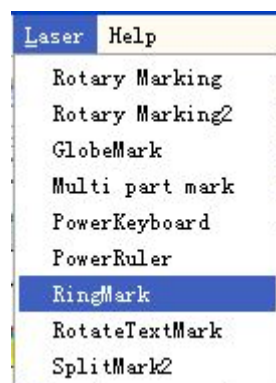 Laser Help
Rotary Marking
Rotary Marking2
GlobeMark
Multi part mark
PowerKeyboard
PowerRuler
RingMark
RotateTextMark
SplitMark2